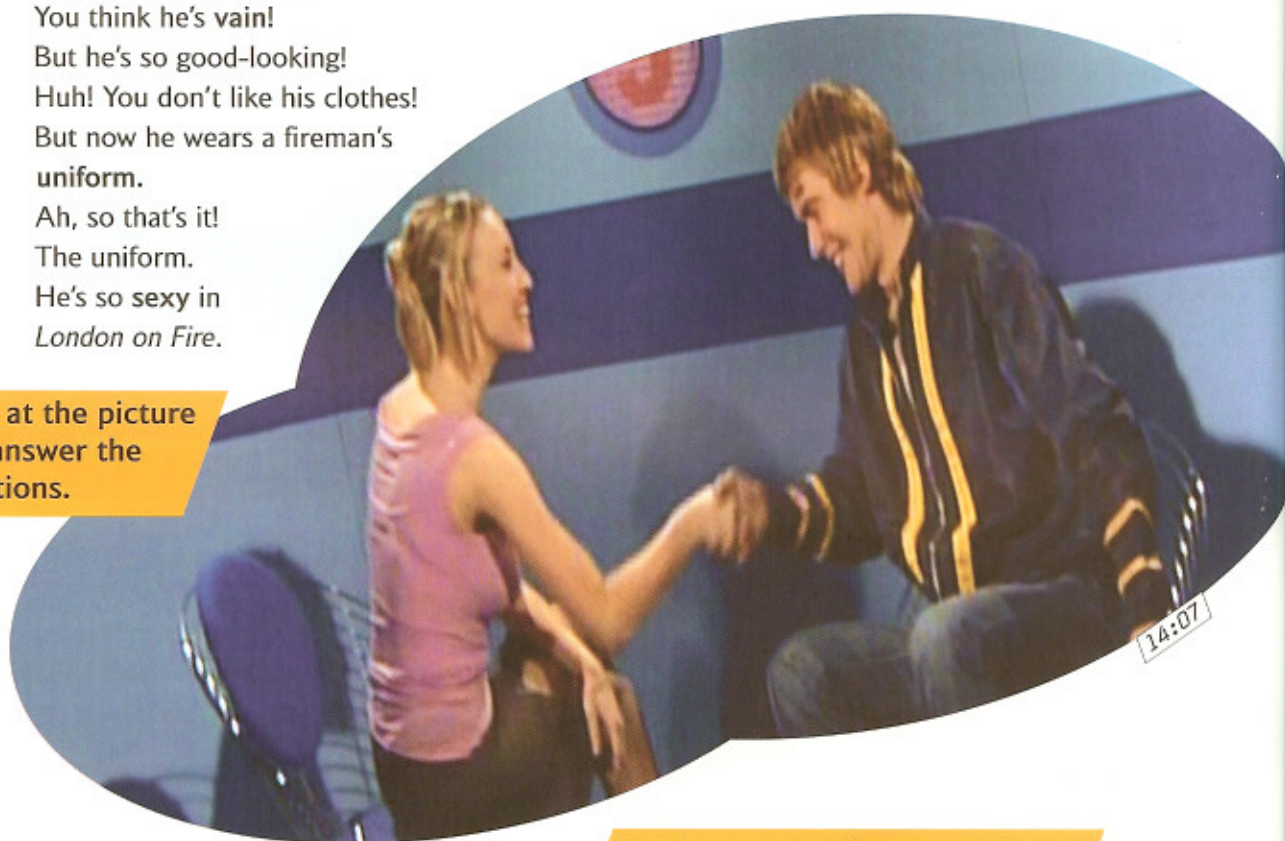 You think he's vain!
But he's so good-looking!
Huh! You don't like his clothes!
But now he wears a fireman's
uniform.
Ah, so that's it!
The uniform.
He's so sexy in
London on Fire.
at the picture
answer the
tions.
14:07